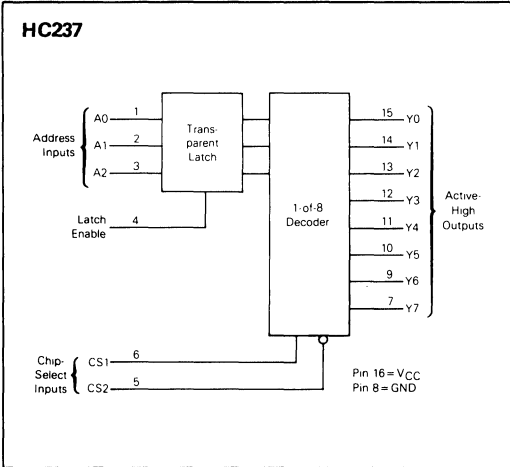 HC237
Address
Inputs
A0 1
A1 2
A2 3
Trans-
parent
Latch
Latch
Enable
4
1-of-8
Decoder
15 Y0
14 Y1
13 Y2
12 Y3
11 Y4
10 Y5
9 Y6
7 Y7
Active-
High
Outputs
Chip-
Select
Inputs
CS1 6
CS2 5
Pin 16 = VCC
Pin 8 = GND